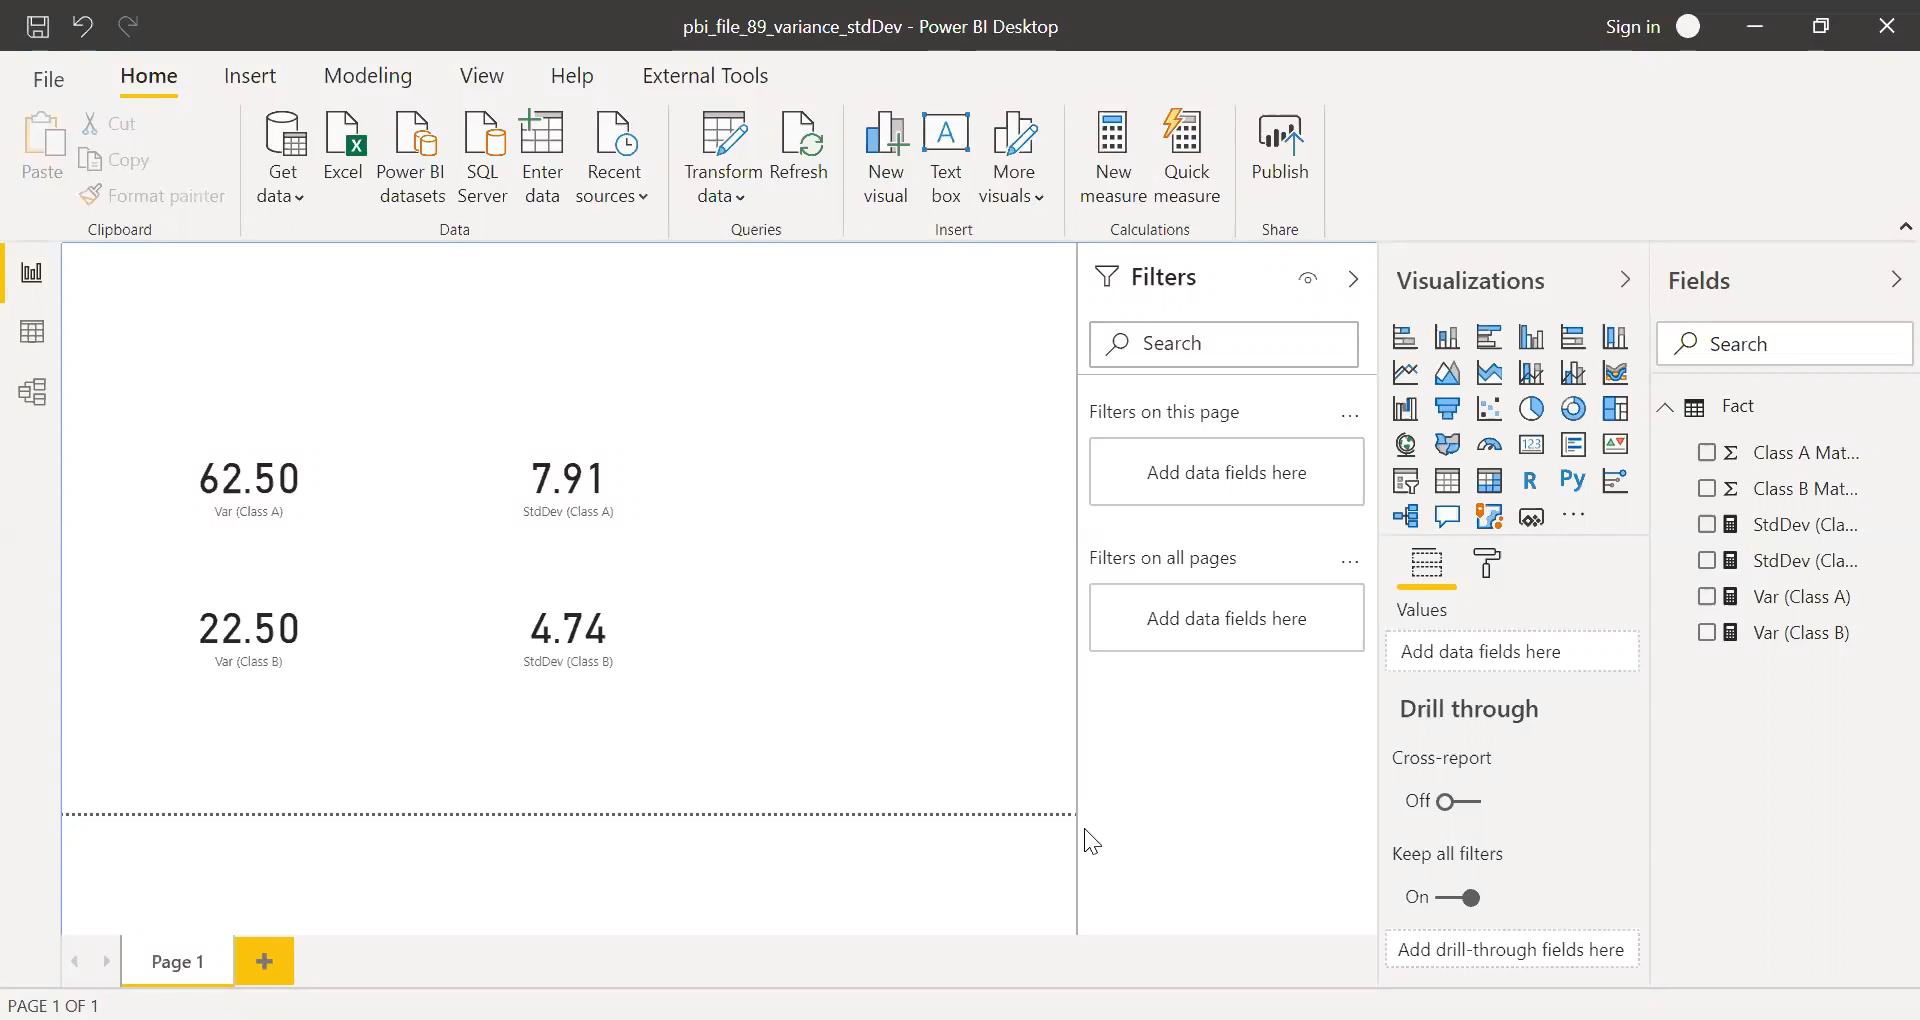 pbi_file_89_variance_stdDev - Power BI Desktop
Sign in
File
Home
Insert
Modeling
View
Help
External Tools
Paste
Cut
Copy
Format painter
Clipboard
Get data
Excel
Power BI datasets
SQL Server
Enter data
Recent sources
Data
Transform data
Refresh
Queries
New visual
A
Text box
More visuals
Insert
New measure
Quick measure
Calculations
Publish
Share
62.50
Var (Class A)
7.91
StdDev (Class A)
22.50
Var (Class B)
4.74
StdDev (Class B)
Filters
Search
Filters on this page
...
Add data fields here
Filters on all pages
...
Add data fields here
Visualizations
123
R
Py
...
Values
Add data fields here
Drill through
Cross-report
Off
Keep all filters
On
Add drill-through fields here
Fields
Search
Fact
Σ Class A Mat...
Σ Class B Mat...
StdDev (Cla...
StdDev (Cla...
Var (Class A)
Var (Class B)
Page 1
PAGE 1 OF 1